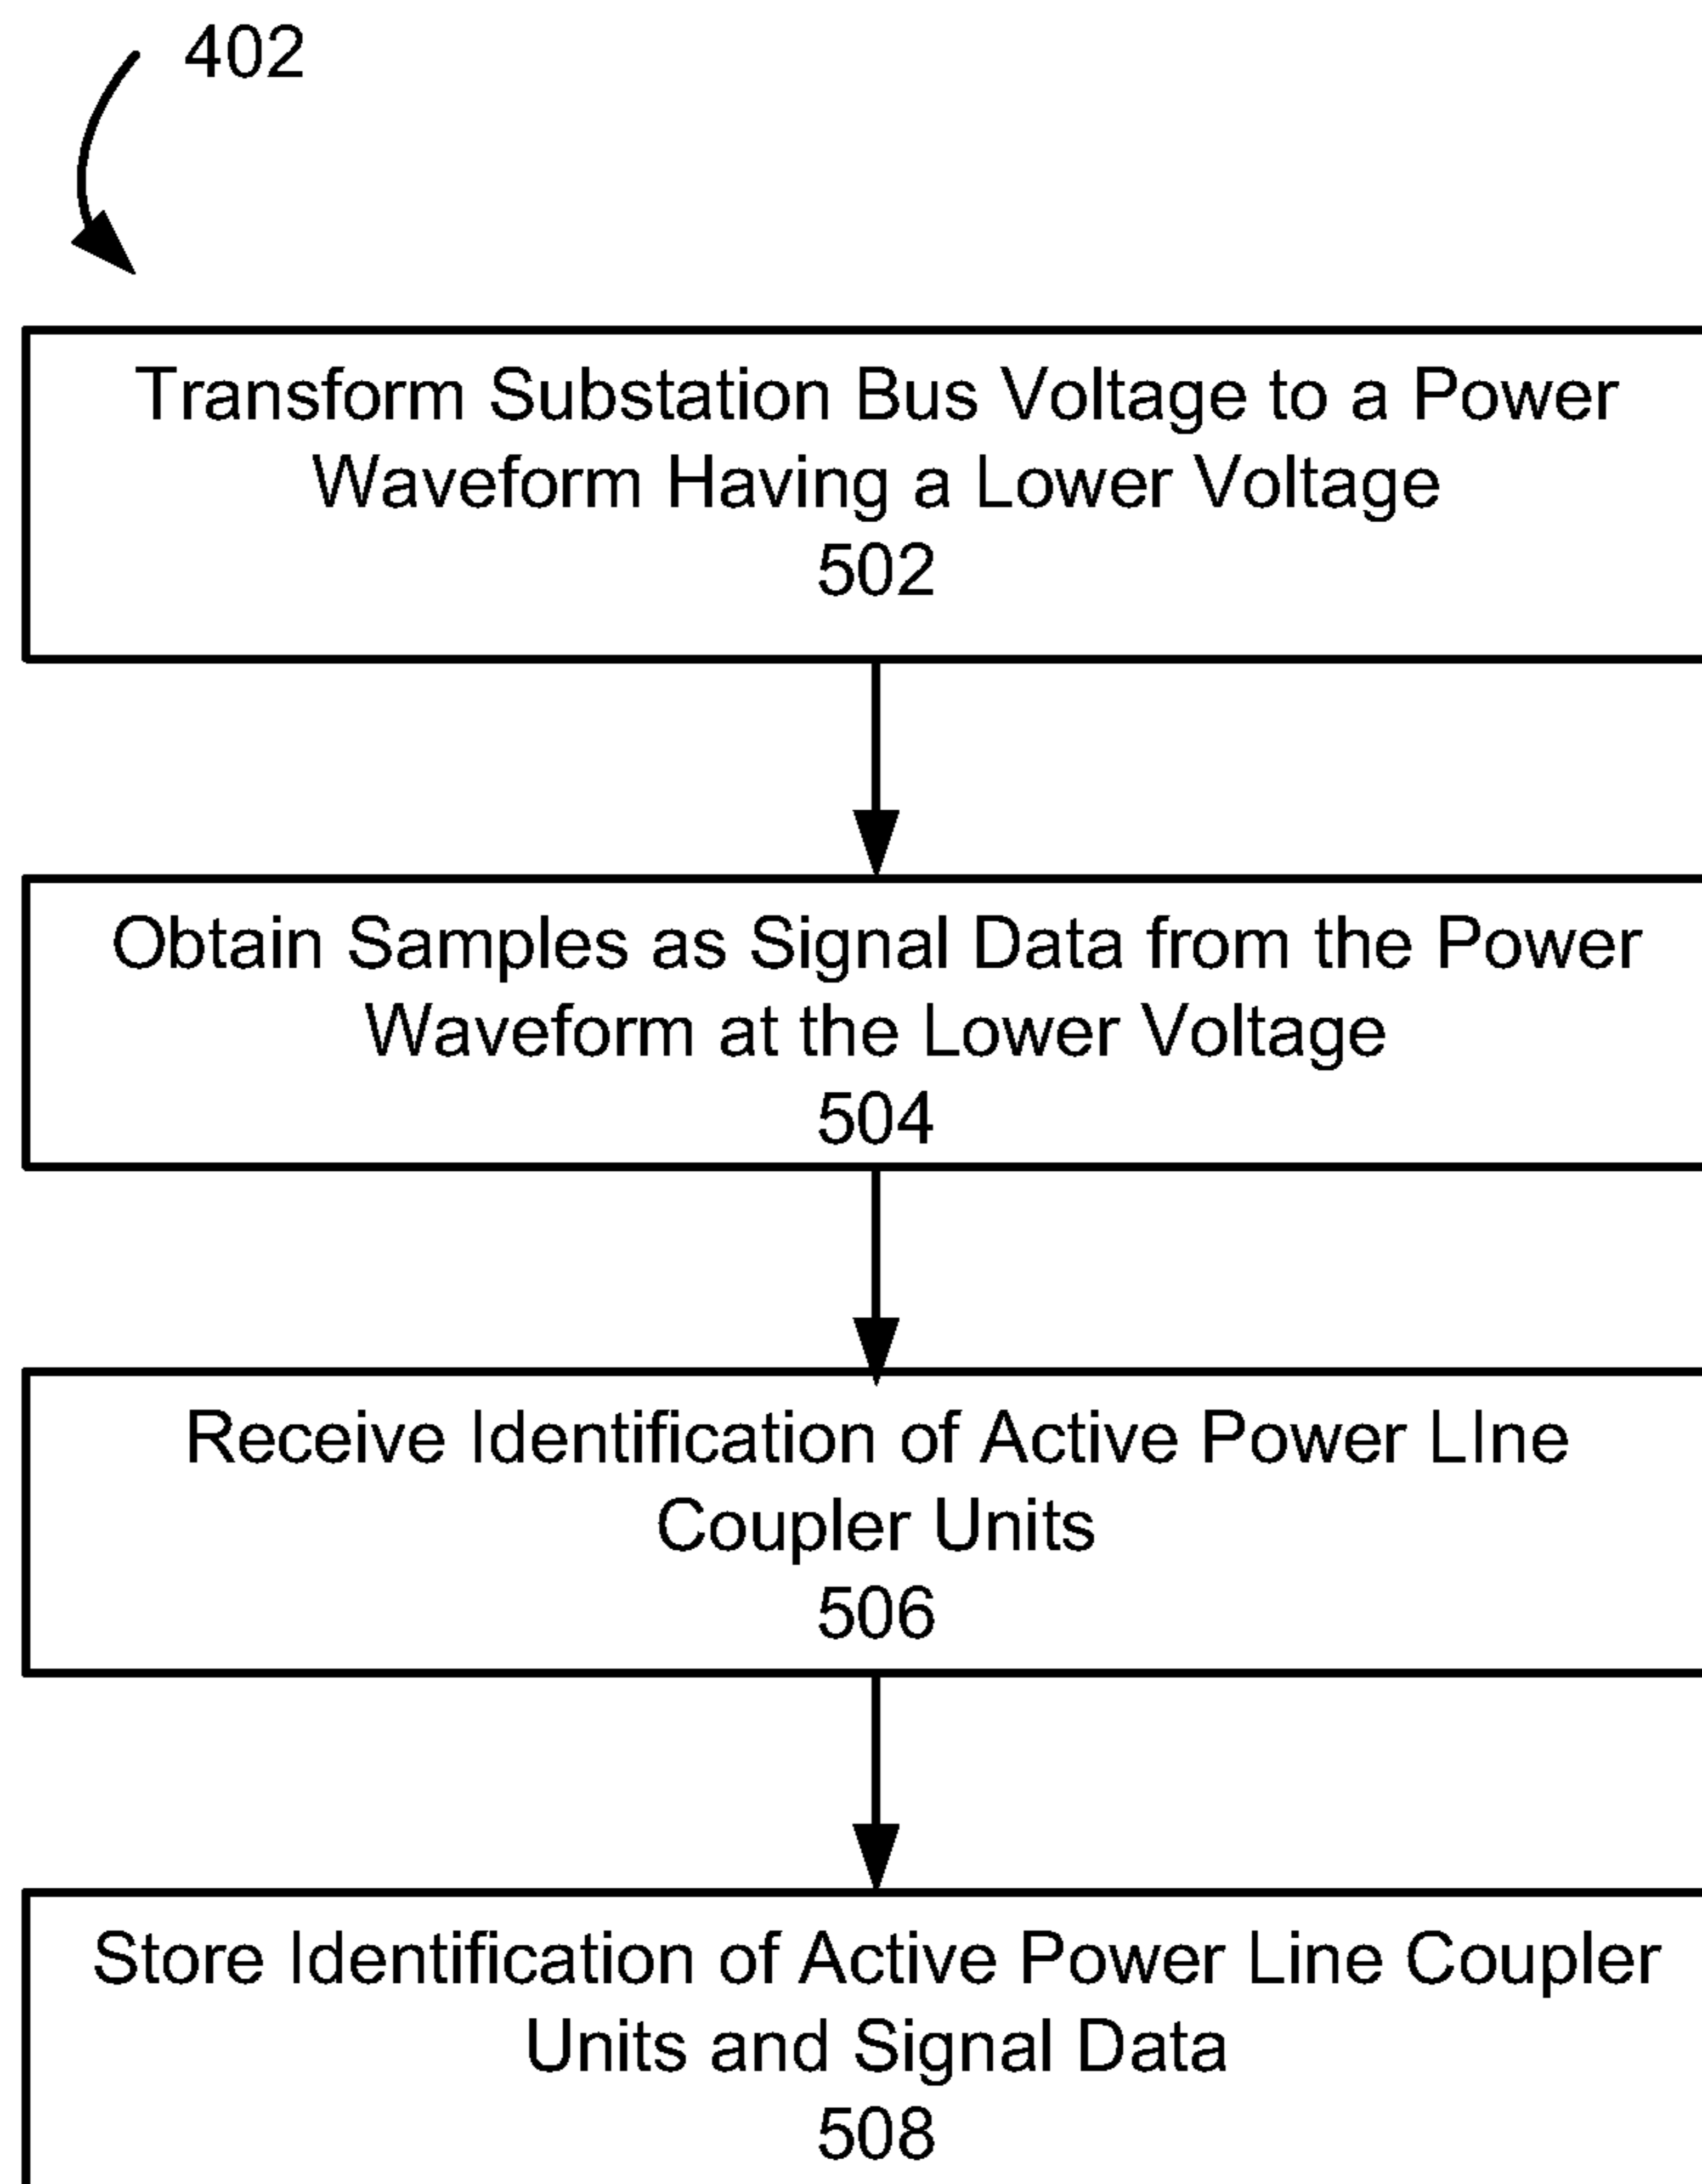 402
Transform Substation Bus Voltage to a Power
Waveform Having a Lower Voltage
502
Obtain Samples as Signal Data from the Power
Waveform at the Lower Voltage
504
Receive Identification of Active Power LIne
Coupler Units
506
Store Identification of Active Power Line Coupler
Units and Signal Data
508